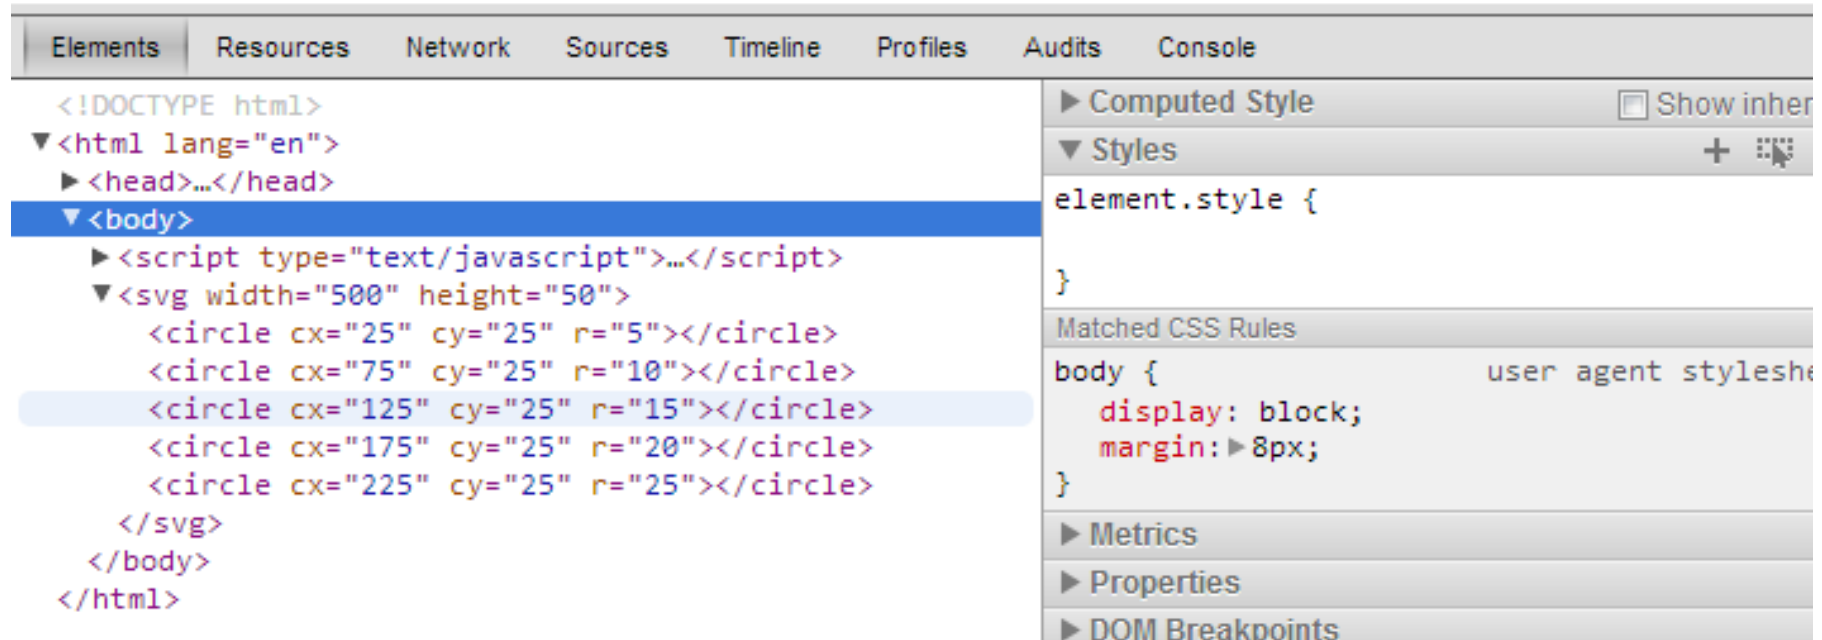 Elements Resources Network Sources Timeline Profiles Audits Console
<!DOCTYPE html>
<html lang="en">
<head>…</head>
<body>
<script type="text/javascript">…</script>
<svg width="500" height="50">
<circle cx="25" cy="25" r="5"></circle>
<circle cx="75" cy="25" r="10"></circle>
<circle cx="125" cy="25" r="15"></circle>
<circle cx="175" cy="25" r="20"></circle>
<circle cx="225" cy="25" r="25"></circle>
</svg>
</body>
</html>
Computed Style Show inher
Styles +
element.style {
}
Matched CSS Rules
body { user agent styleshe
display: block;
margin: 8px;
}
Metrics
Properties
DOM Breakpoints